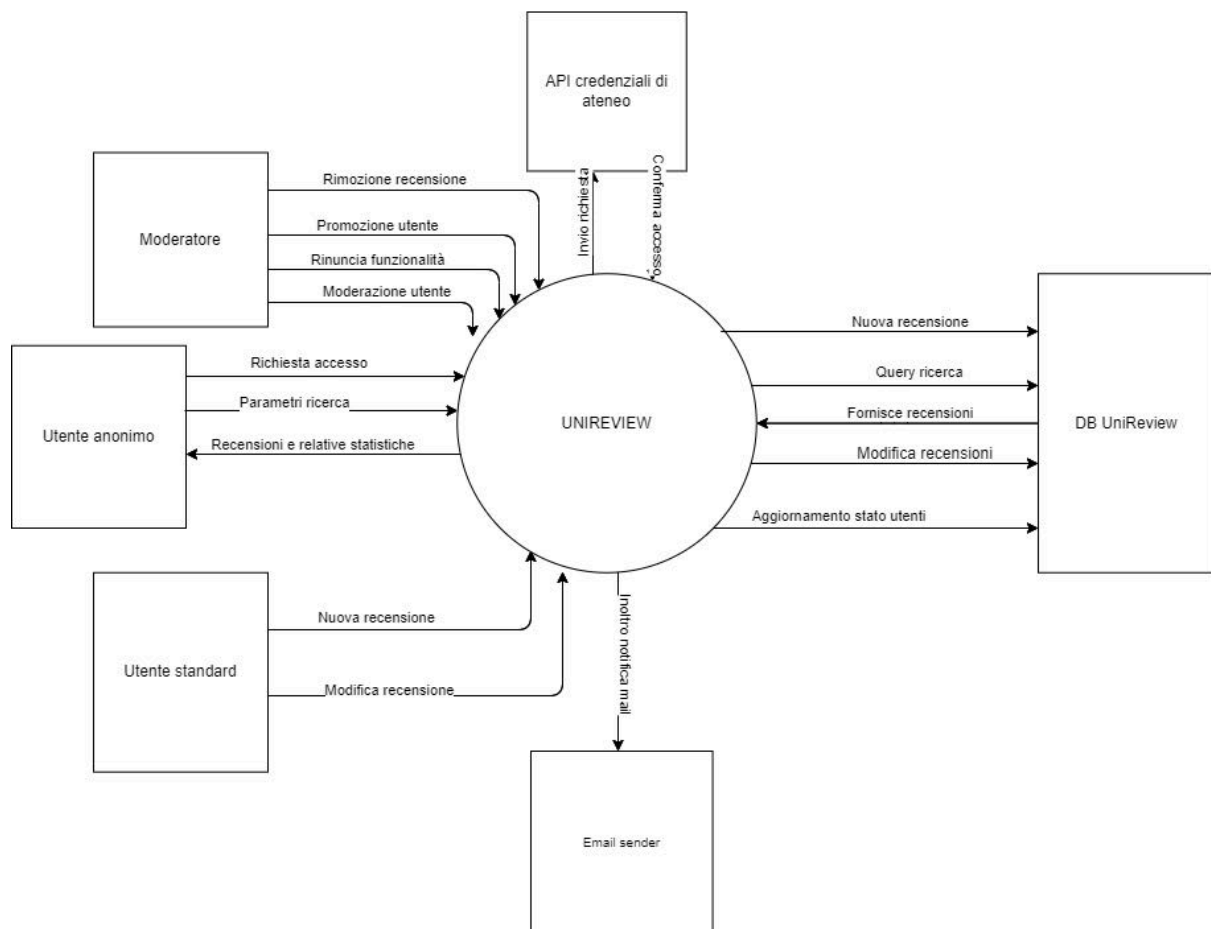 API credenziali di
ateneo
Invio richiesta
Conferma accesso
Moderatore
Rimozione recensione
Promozione utente
Rinuncia funzionalità
Moderazione utente
Utente anonimo
Richiesta accesso
Parametri ricerca
Recensioni e relative statistiche
UNIREVIEW
Nuova recensione
Query ricerca
Fornisce recensioni
Modifica recensioni
Aggiornamento stato utenti
DB UniReview
Utente standard
Nuova recensione
Modifica recensione
Inoltro notifica mail
Email sender